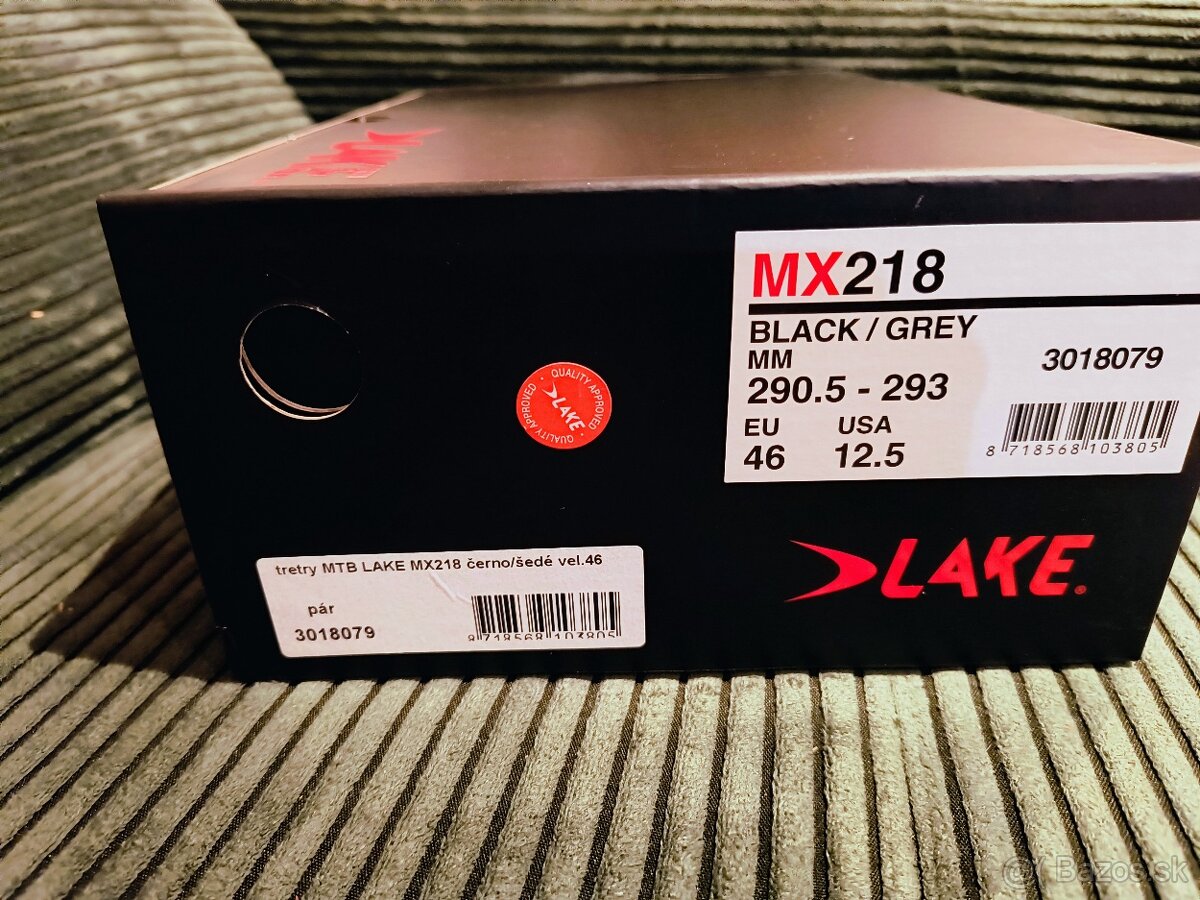 MX218
BLACK / GREY
MM
3018079
290.5 - 293
EU USA
46 12.5
8 718568 103805
QUALITY APPROVED
LAKE
QUALITY APPROVED
LAKE®
tretry MTB LAKE MX218 černo/šedé vel.46
pár
3018079
8 718568 103805
Bazos.sk